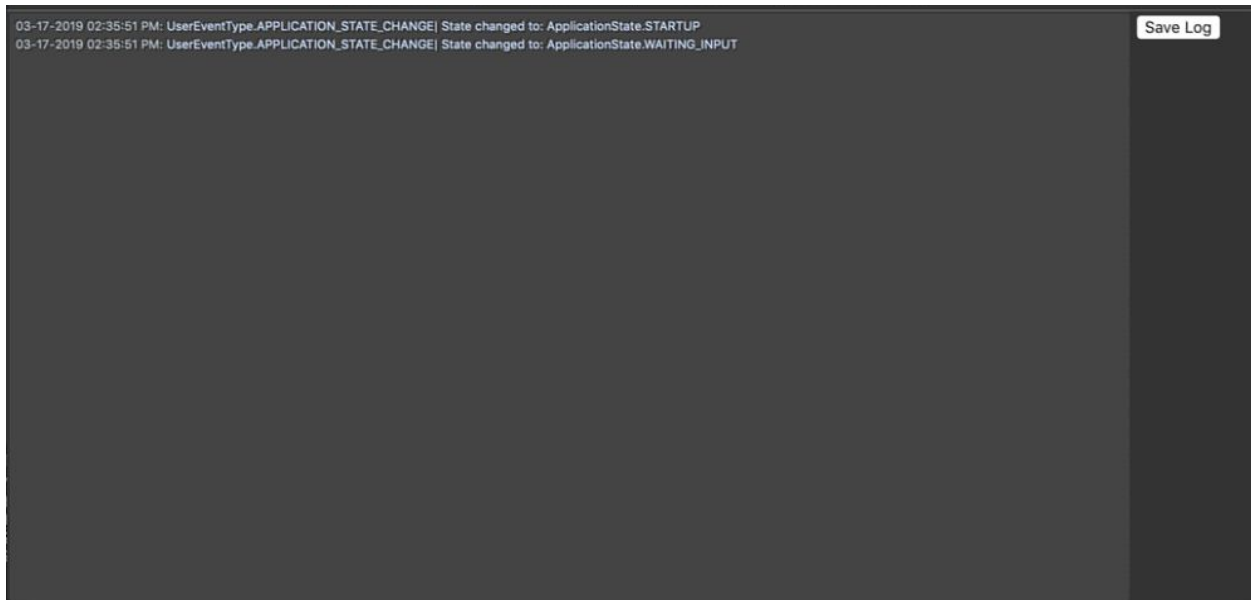 03-17-2019 02:35:51 PM: UserEventType.APPLICATION_STATE_CHANGE| State changed to: ApplicationState.STARTUP
03-17-2019 02:35:51 PM: UserEventType.APPLICATION_STATE_CHANGE| State changed to: ApplicationState.WAITING_INPUT
Save Log